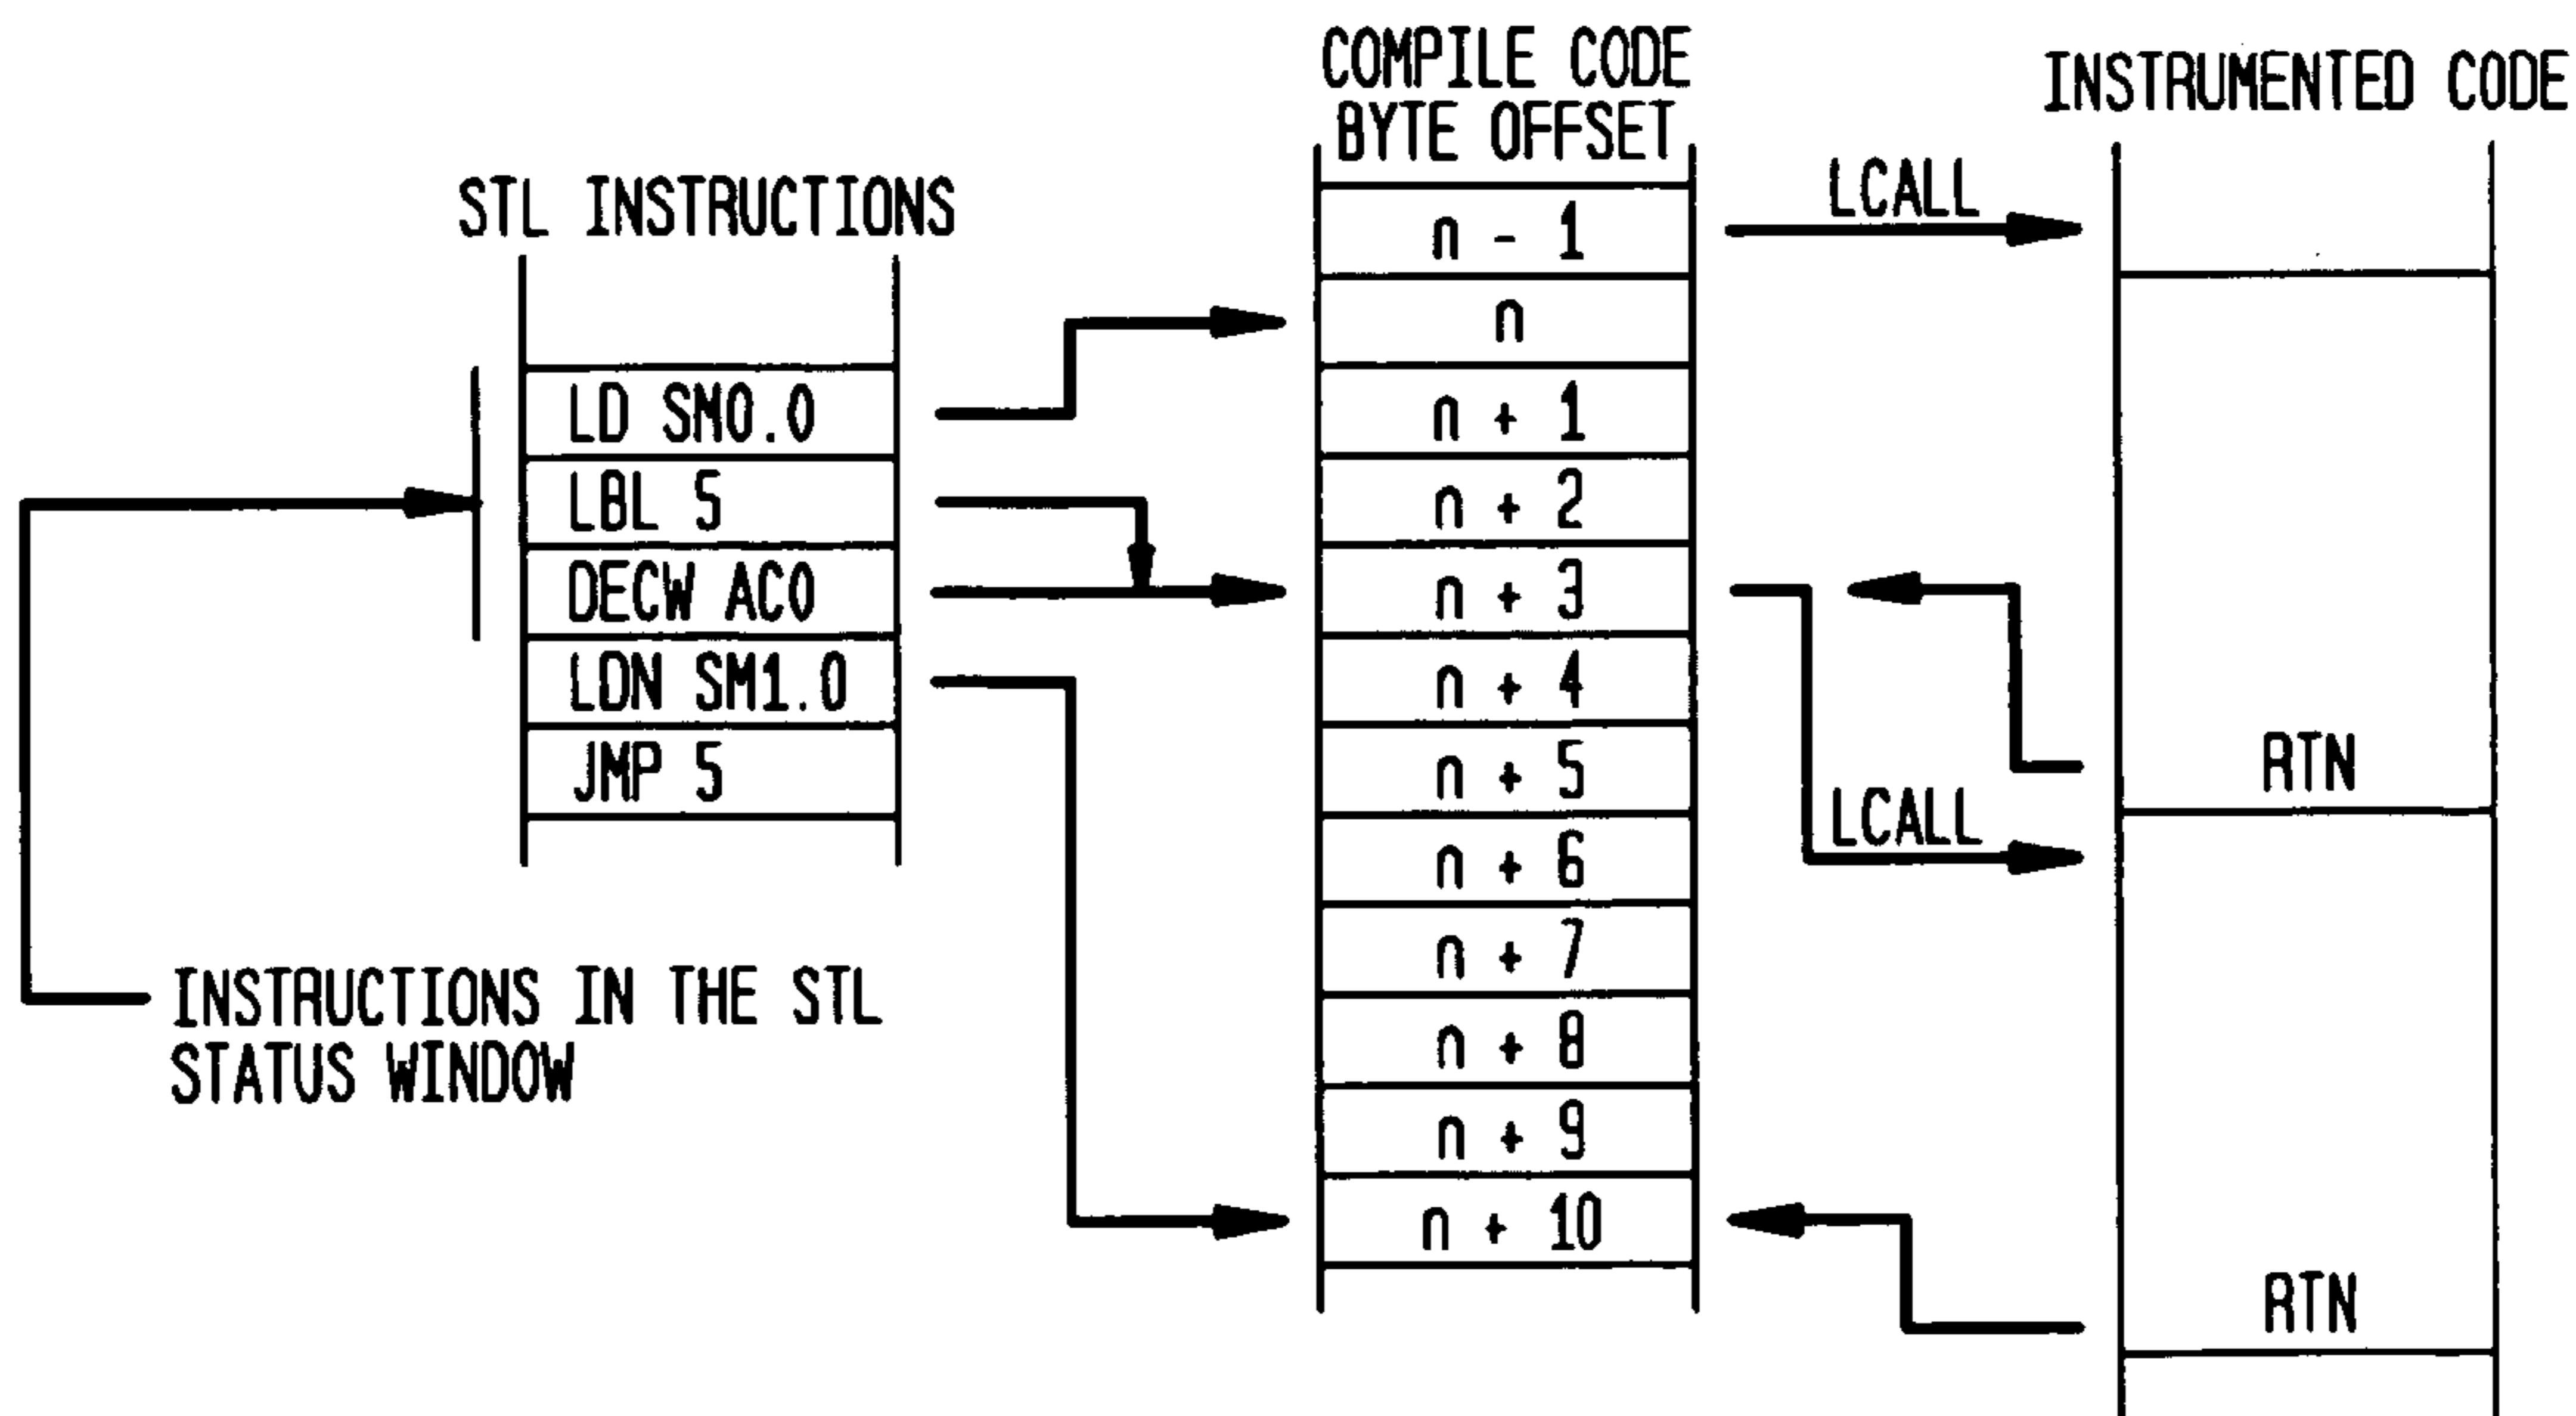 COMPILE CODE
BYTE OFFSET
INSTRUMENTED CODE
STL INSTRUCTIONS
LCALL
n - 1
n
n + 1
n + 2
n + 3
n + 4
n + 5
n + 6
n + 7
n + 8
n + 9
n + 10
LD SM0.0
LBL 5
DECW AC0
LDN SM1.0
JMP 5
RTN
LCALL
INSTRUCTIONS IN THE STL
STATUS WINDOW
RTN